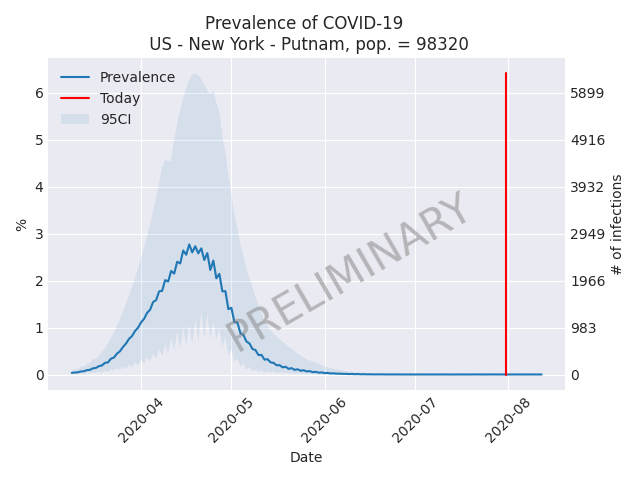 Prevalence of COVID-19
US - New York - Putnam, pop. = 98320
Prevalence
Today
95CI
6
5
4
3
2
1
0
%
5899
4916
3932
2949
1966
983
0
# of infections
PRELIMINARY
2020-04
2020-05
2020-06
2020-07
2020-08
Date